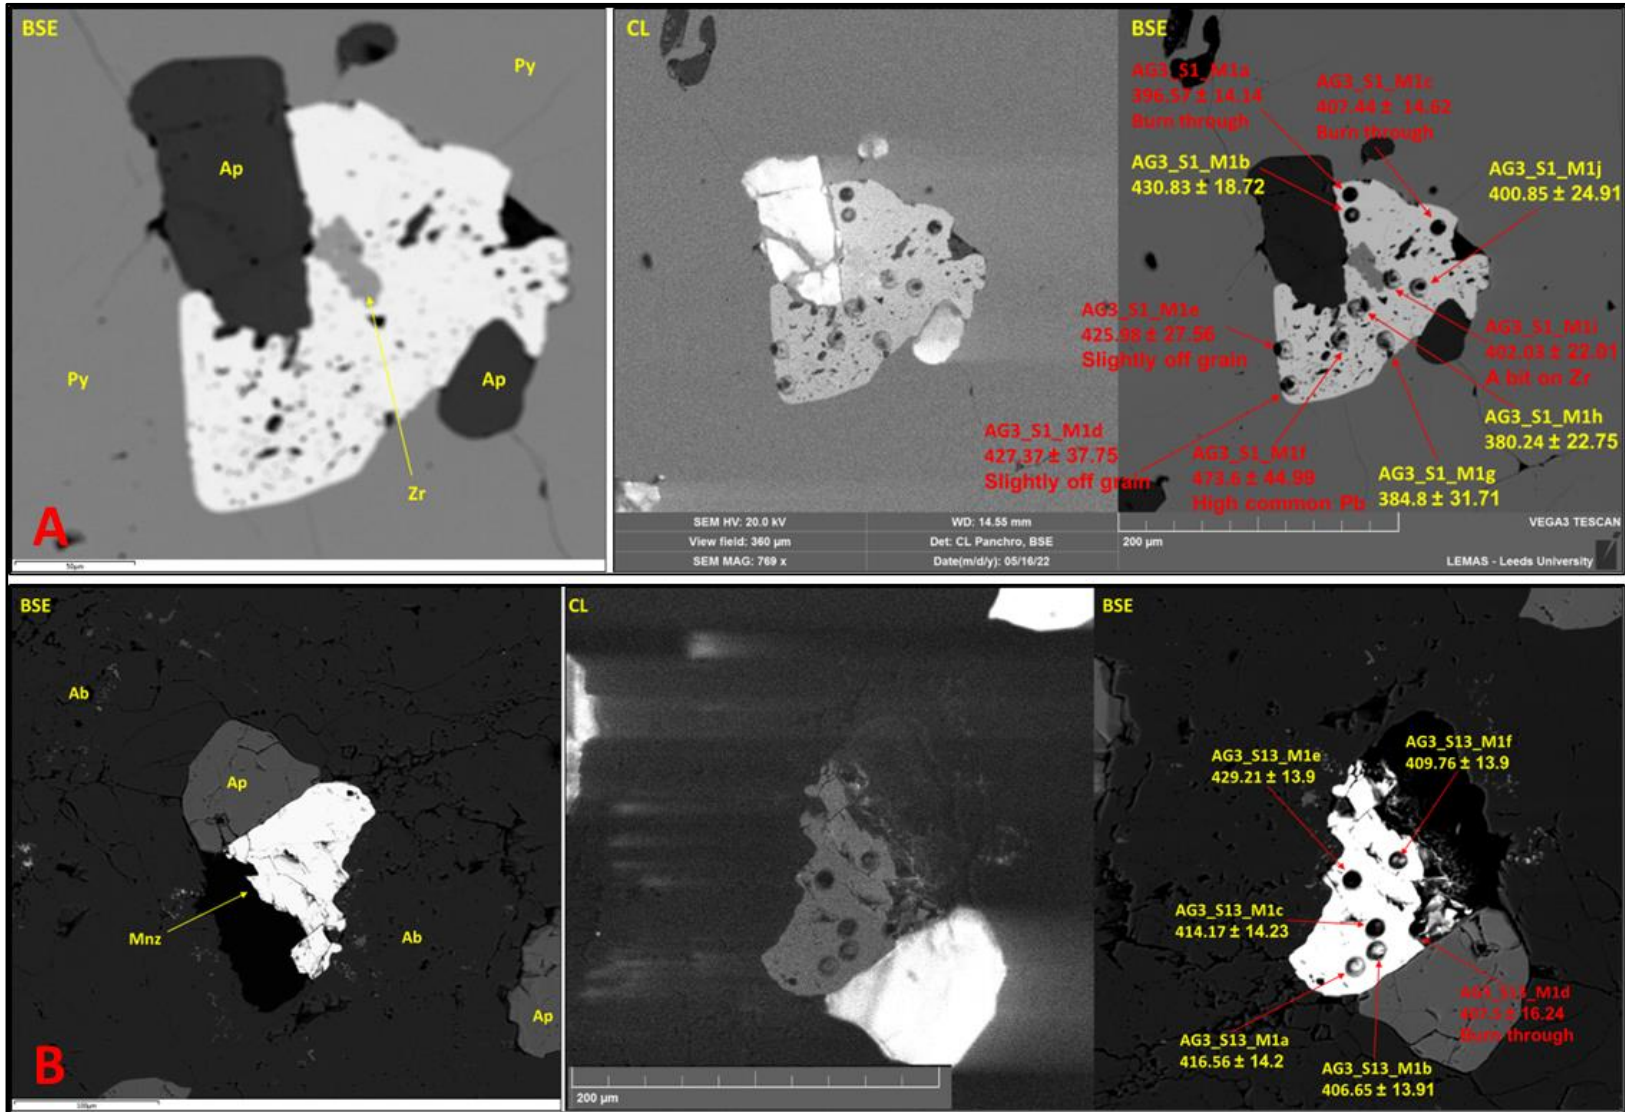 BSE
Py
Ap
Py
Ap
Zr
A
50µm
CL
AG3_S1_M1e
425.98 ± 27.56
Slightly off grain
AG3_S1_M1d
427.37 ± 37.75
Slightly off grain
BSE
AG3_S1_M1a
396.57 ± 14.14
Burn through
AG3_S1_M1c
407.44 ± 14.62
Burn through
AG3_S1_M1b
430.83 ± 18.72
AG3_S1_M1j
400.85 ± 24.91
AG3_S1_M1i
402.03 ± 22.01
A bit on Zr
AG3_S1_M1h
380.24 ± 22.75
AG3_S1_M1f
473.6 ± 44.99
High common Pb
AG3_S1_M1g
384.8 ± 31.71
SEM HV: 20.0 kV
WD: 14.55 mm
View field: 360 µm
Det: CL Panchro, BSE
SEM MAG: 769 x
Date(m/d/y): 05/16/22
200 µm
VEGA3 TESCAN
LEMAS - Leeds University
BSE
Ab
Ap
Mnz
Ab
Ap
B
100µm
CL
200 µm
BSE
AG3_S13_M1e
429.21 ± 13.9
AG3_S13_M1f
409.76 ± 13.9
AG3_S13_M1c
414.17 ± 14.23
AG3_S13_M1d
± 16.24
Burn through
AG3_S13_M1a
416.56 ± 14.2
AG3_S13_M1b
406.65 ± 13.91